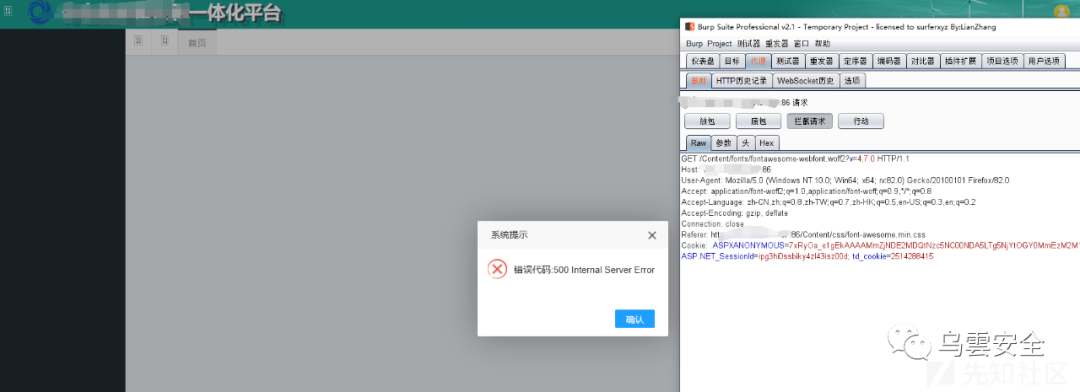 一体化平台
首页
系统提示
错误代码:500 Internal Server Error
确认
Burp Suite Professional v2.1 - Temporary Project - licensed to surferxyz By:LianZhang
Burp Project 测试器 重发器 窗口 帮助
仪表盘 目标 代理 测试器 重发器 定序器 编码器 对比器 插件扩展 项目选项 用户选项
截断 HTTP历史记录 WebSocket历史 选项
:86 请求
放包 废包 拦截请求 行动
Raw 参数 头 Hex
GET /Content/fonts/fontawesome-webfont.woff2?v=4.7.0 HTTP/1.1
Host: :86
User-Agent: Mozilla/5.0 (Windows NT 10.0; Win64; x64; rv:82.0) Gecko/20100101 Firefox/82.0
Accept: application/font-woff2;q=1.0,application/font-woff;q=0.9,*/*;q=0.8
Accept-Language: zh-CN,zh;q=0.8,zh-TW;q=0.7,zh-HK;q=0.5,en-US;q=0.3,en;q=0.2
Accept-Encoding: gzip, deflate
Connection: close
Referer: :86/Content/css/font-awesome.min.css
Cookie: .ASPXANONYMOUS=
ASP.NET_SessionId=ipg3hi0ssbiky4zl43isz00d; td_cookie=2514288415
乌雲安全
先知社区